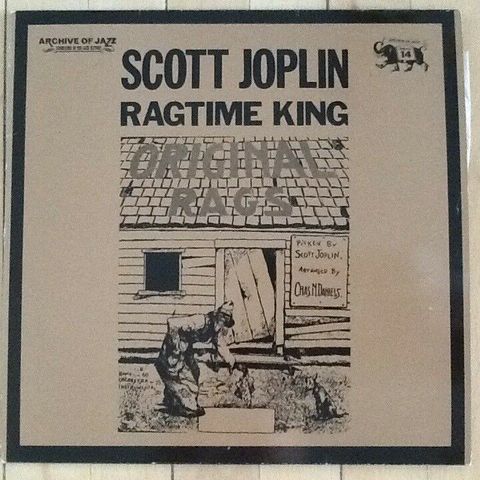 ARCHIVE OF JAZZ
SCOTT JOPLIN
RAGTIME KING
14
ORIGINAL
RAGS
PICKED BY
SCOTT JOPLIN.
ARRANGED BY
CHAS. N. DANIELS.